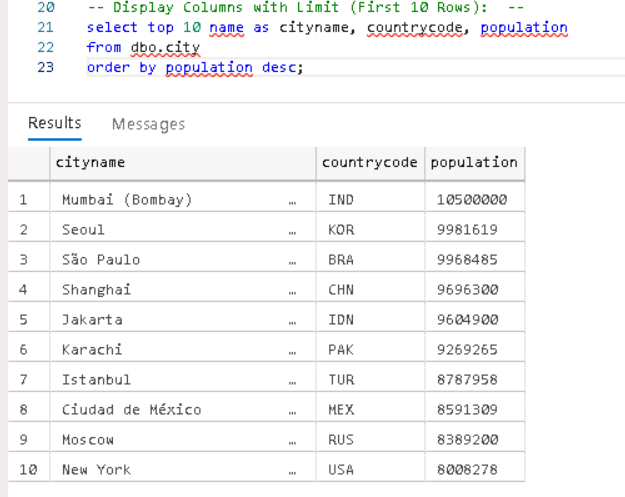 20 -- Display Columns with Limit (First 10 Rows): --
21 select top 10 name as cityname, countrycode, population
22 from dbo.city
23 order by population desc;
Results Messages
cityname countrycode population
1 Mumbai (Bombay) ... IND 10500000
2 Seoul ... KOR 9981619
3 São Paulo ... BRA 9968485
4 Shanghai ... CHN 9696300
5 Jakarta ... IDN 9604900
6 Karachi ... PAK 9269265
7 Istanbul ... TUR 8787958
8 Ciudad de México ... MEX 8591309
9 Moscow ... RUS 8389200
10 New York ... USA 8008278